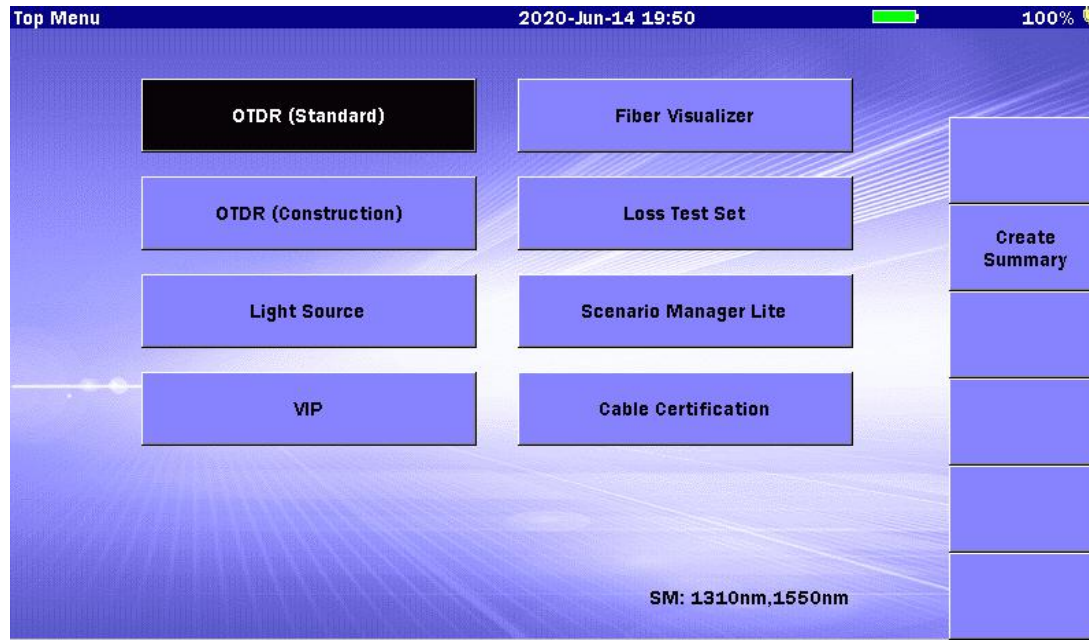 Top Menu 2020-Jun-14 19:50 100%
OTDR (Standard)
Fiber Visualizer
OTDR (Construction)
Loss Test Set
Create
Summary
Light Source
Scenario Manager Lite
VIP
Cable Certification
SM: 1310nm,1550nm